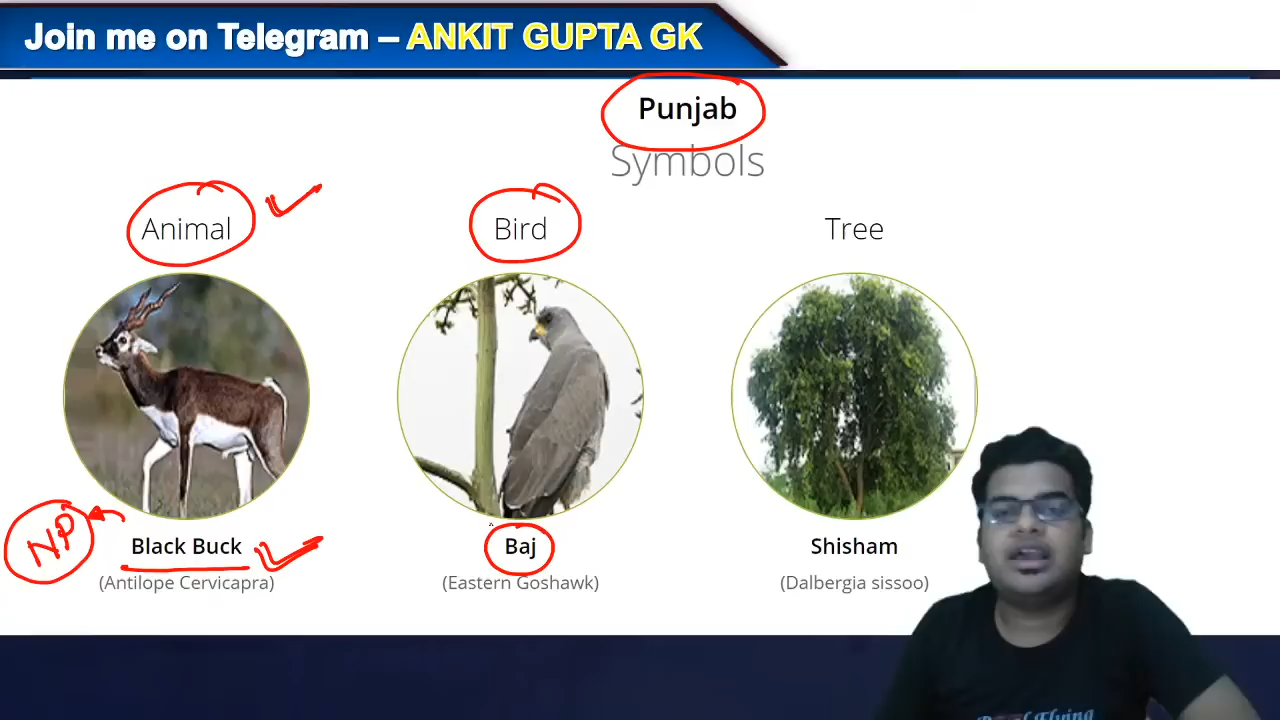 Join me on Telegram – ANKIT GUPTA GK
Punjab
Symbols
Animal
Bird
Tree
NP
Black Buck
Baj
Shisham
(Antilope Cervicapra)
(Eastern Goshawk)
(Dalbergia sissoo)
Flying